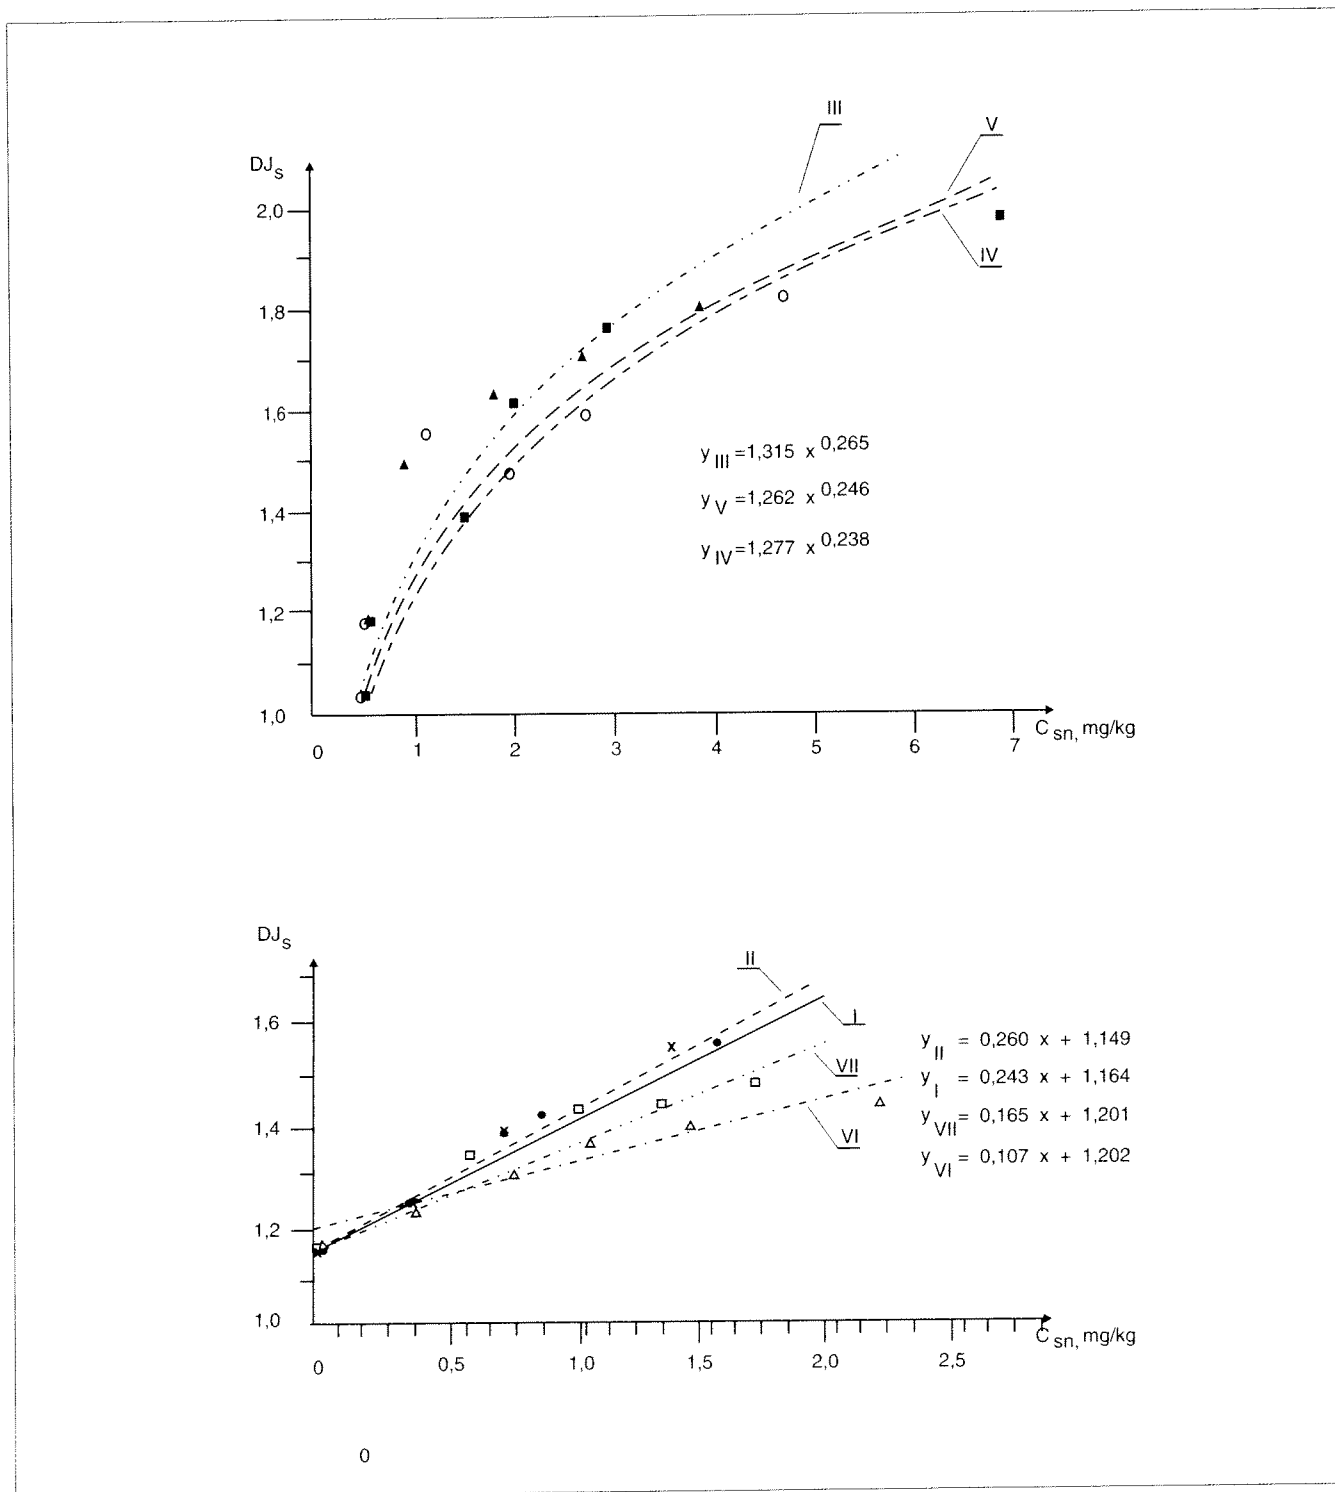 III
V
DJs
2,0
IV
1,8
1,6
y III =1,315 x 0,265
y V =1,262 x 0,246
1,4
y IV =1,277 x 0,238
1,2
1,0
C sn, mg/kg
0 1 2 3 4 5 6 7
DJs
II
I
1,6
y II = 0,260 x + 1,149
VII
y I = 0,243 x + 1,164
y VII = 0,165 x + 1,201
1,4
VI
y VI = 0,107 x + 1,202
1,2
1,0
C sn, mg/kg
0 0,5 1,0 1,5 2,0 2,5
0